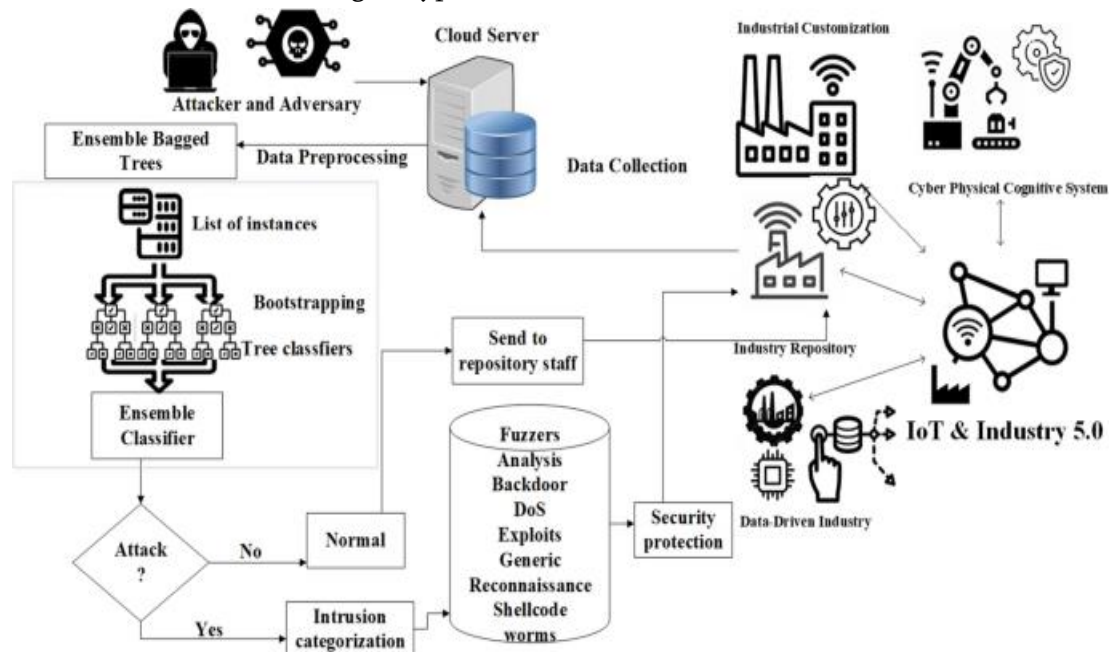 Cloud Server
Industrial Customization
Attacker and Adversary
Ensemble Bagged
Trees
Data Preprocessing
Data Collection
Cyber Physical Cognitive System
List of instances
Bootstrapping
Tree classfiers
Send to
repository staff
Industry Repository
Ensemble
Classifier
Fuzzers
Analysis
Backdoor
DoS
Exploits
Generic
Reconnaissance
Shellcode
worms
IoT & Industry 5.0
Security
protection
Data-Driven Industry
Attack
?
No
Normal
Yes
Intrusion
categorization